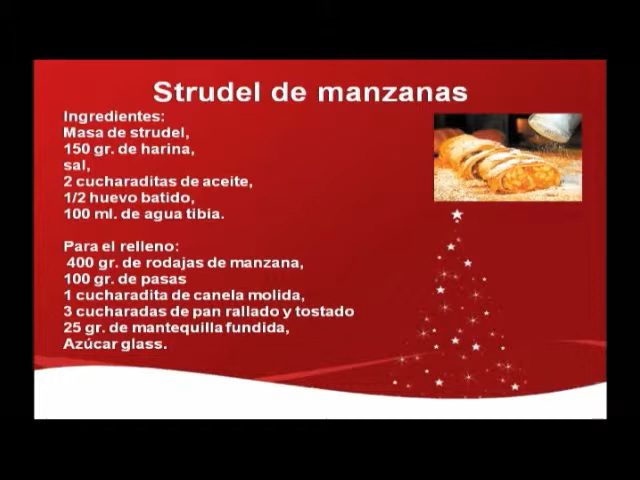 Strudel de manzanas
Ingredientes:
Masa de strudel,
150 gr. de harina,
sal,
2 cucharaditas de aceite,
1/2 huevo batido,
100 ml. de agua tibia.
Para el relleno:
400 gr. de rodajas de manzana,
100 gr. de pasas
1 cucharadita de canela molida,
3 cucharadas de pan rallado y tostado
25 gr. de mantequilla fundida,
Azúcar glass.